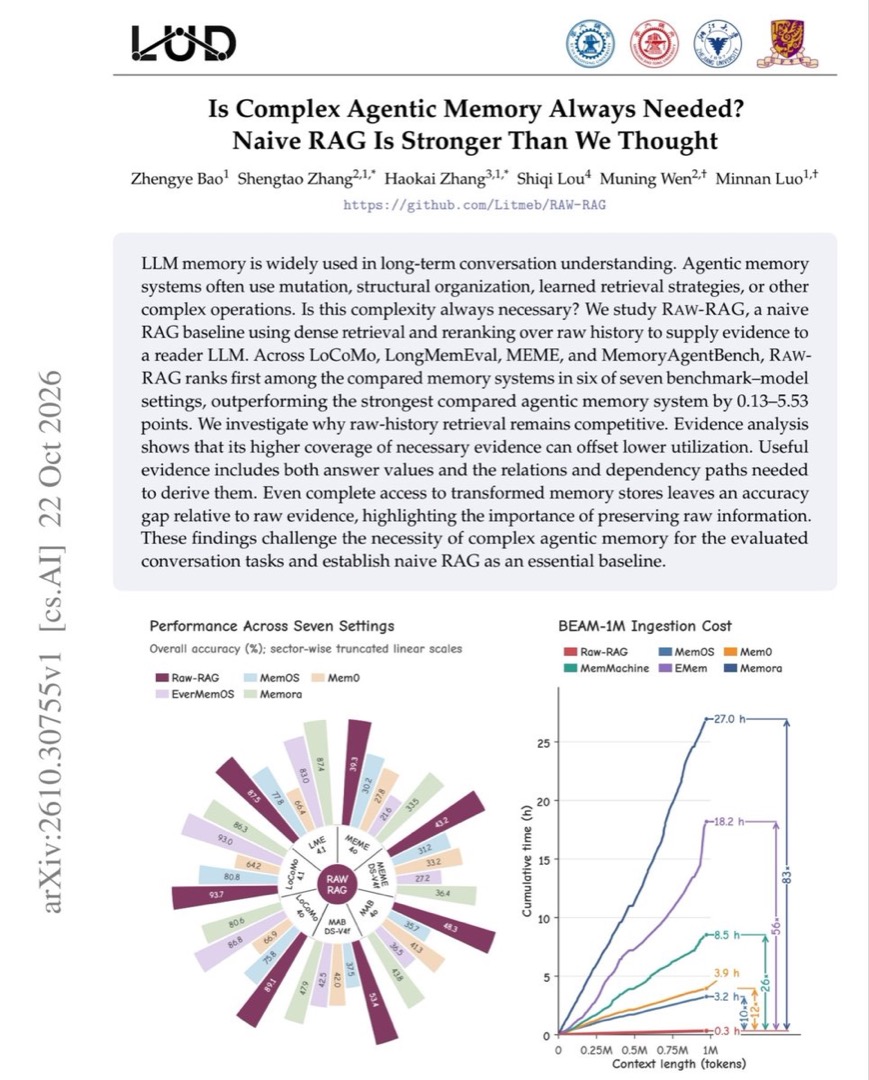 LUD
Is Complex Agentic Memory Always Needed?
Naive RAG Is Stronger Than We Thought
Zhengye Bao1 Shengtao Zhang2,1,* Haokai Zhang3,1,* Shiqi Lou4 Muning Wen2,† Minnan Luo1,†
https://github.com/Litmeb/RAW-RAG
LLM memory is widely used in long-term conversation understanding. Agentic memory
systems often use mutation, structural organization, learned retrieval strategies, or other
complex operations. Is this complexity always necessary? We study RAW-RAG, a naive
RAG baseline using dense retrieval and reranking over raw history to supply evidence to
a reader LLM. Across LoCoMo, LongMemEval, MEME, and MemoryAgentBench, RAW-
RAG ranks first among the compared memory systems in six of seven benchmark–model
settings, outperforming the strongest compared agentic memory system by 0.13–5.53
points. We investigate why raw-history retrieval remains competitive. Evidence analysis
shows that its higher coverage of necessary evidence can offset lower utilization. Useful
evidence includes both answer values and the relations and dependency paths needed
to derive them. Even complete access to transformed memory stores leaves an accuracy
gap relative to raw evidence, highlighting the importance of preserving raw information.
These findings challenge the necessity of complex agentic memory for the evaluated
conversation tasks and establish naive RAG as an essential baseline.
arXiv:2610.30755v1 [cs.AI] 22 Oct 2026
Performance Across Seven Settings
Overall accuracy (%); sector-wise truncated linear scales
Raw-RAG MemOS Mem0
EverMemOS Memora
RAW
RAG
MEME
4o
39.3
30.2
27.8
21.6
33.5
MEME
DS-V4f
43.2
31.2
33.2
27.2
36.4
MAB
4o
48.3
35.7
41.3
36.5
43.8
MAB
DS-V4f
53.4
37.5
42.0
42.5
47.9
LoCoMo
4o
89.1
75.8
66.9
86.8
80.6
LoCoMo
4.1
93.7
80.8
64.2
93.0
86.3
LME
4.1
87.5
77.8
66.4
83.0
87.4
BEAM-1M Ingestion Cost
Raw-RAG MemOS Mem0
MemMachine EMem Memora
Cumulative time (h)
25
20
15
10
5
0
27.0 h
18.2 h
8.5 h
3.9 h
3.2 h
0.3 h
10×
12×
26×
56×
83×
0 0.25M 0.5M 0.75M 1M
Context length (tokens)